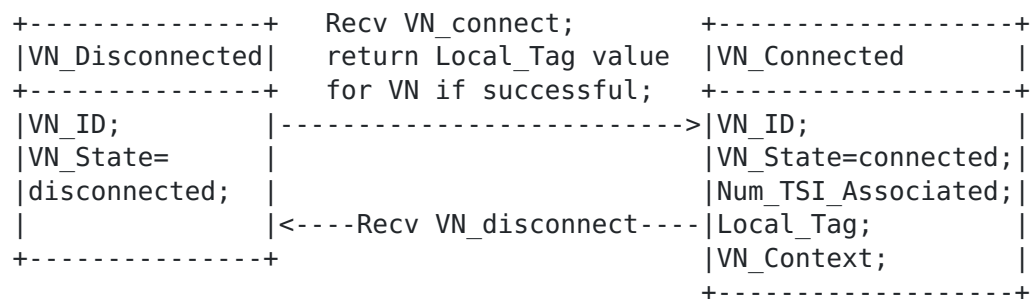 +---------------+   Recv VN_connect;        +-------------------+
|VN_Disconnected|   return Local_Tag value  |VN_Connected       |
+---------------+   for VN if successful;   +-------------------+
|VN_ID;         |-------------------------->|VN_ID;             |
|VN_State=      |                           |VN_State=connected;|
|disconnected;  |                           |Num_TSI_Associated;|
|               |<----Recv VN_disconnect----|Local_Tag;         |
+---------------+                           |VN_Context;        |
                                            +-------------------+